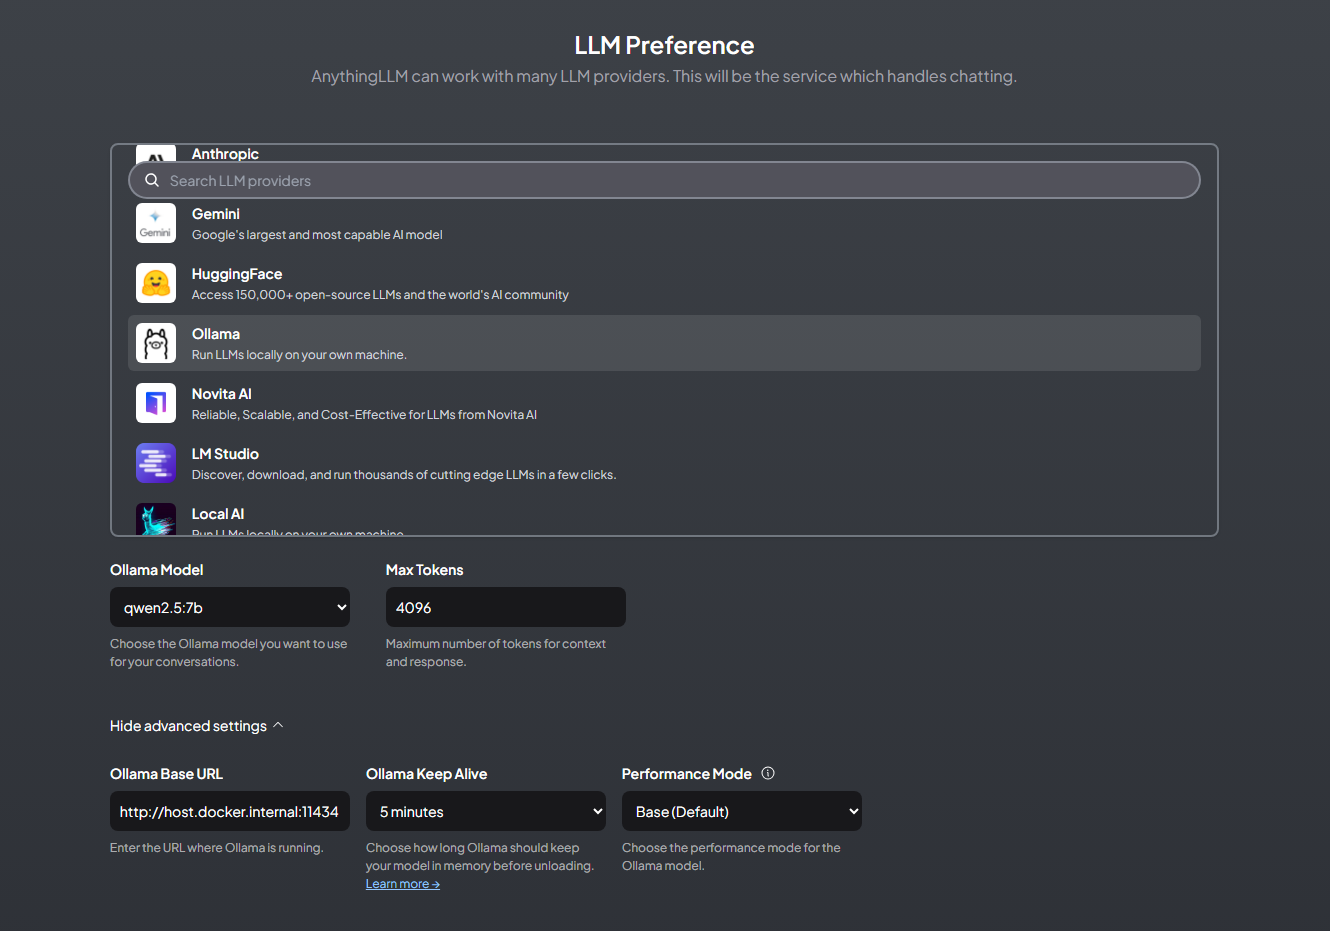 LLM Preference
AnythingLLM can work with many LLM providers. This will be the service which handles chatting.
Anthropic
Search LLM providers
Gemini
Gemini
Google's largest and most capable AI model
HuggingFace
Access 150,000+ open-source LLMs and the world's AI community
Ollama
Run LLMs locally on your own machine.
Novita AI
Reliable, Scalable, and Cost-Effective for LLMs from Novita AI
LM Studio
Discover, download, and run thousands of cutting edge LLMs in a few clicks.
Local AI
Run LLMs locally on your own machine.
Ollama Model
Max Tokens
qwen2.5:7b
4096
Choose the Ollama model you want to use
for your conversations.
Maximum number of tokens for context
and response.
Hide advanced settings
Ollama Base URL
Ollama Keep Alive
Performance Mode
http://host.docker.internal:11434
5 minutes
Base (Default)
Enter the URL where Ollama is running.
Choose how long Ollama should keep
your model in memory before unloading.
Learn more →
Choose the performance mode for the
Ollama model.